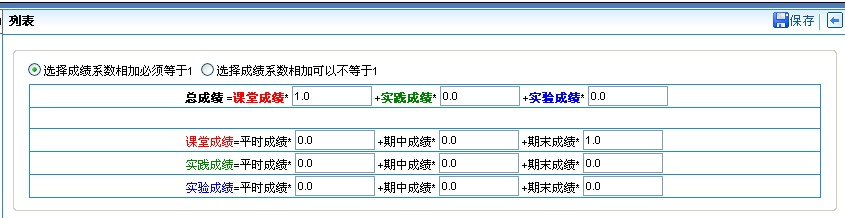 列表 保存
选择成绩系数相加必须等于1 选择成绩系数相加可以不等于1
总成绩 =课堂成绩* 1.0 +实践成绩* 0.0 +实验成绩* 0.0
课堂成绩=平时成绩* 0.0 +期中成绩* 0.0 +期末成绩* 1.0
实践成绩=平时成绩* 0.0 +期中成绩* 0.0 +期末成绩* 0.0
实验成绩=平时成绩* 0.0 +期中成绩* 0.0 +期末成绩* 0.0